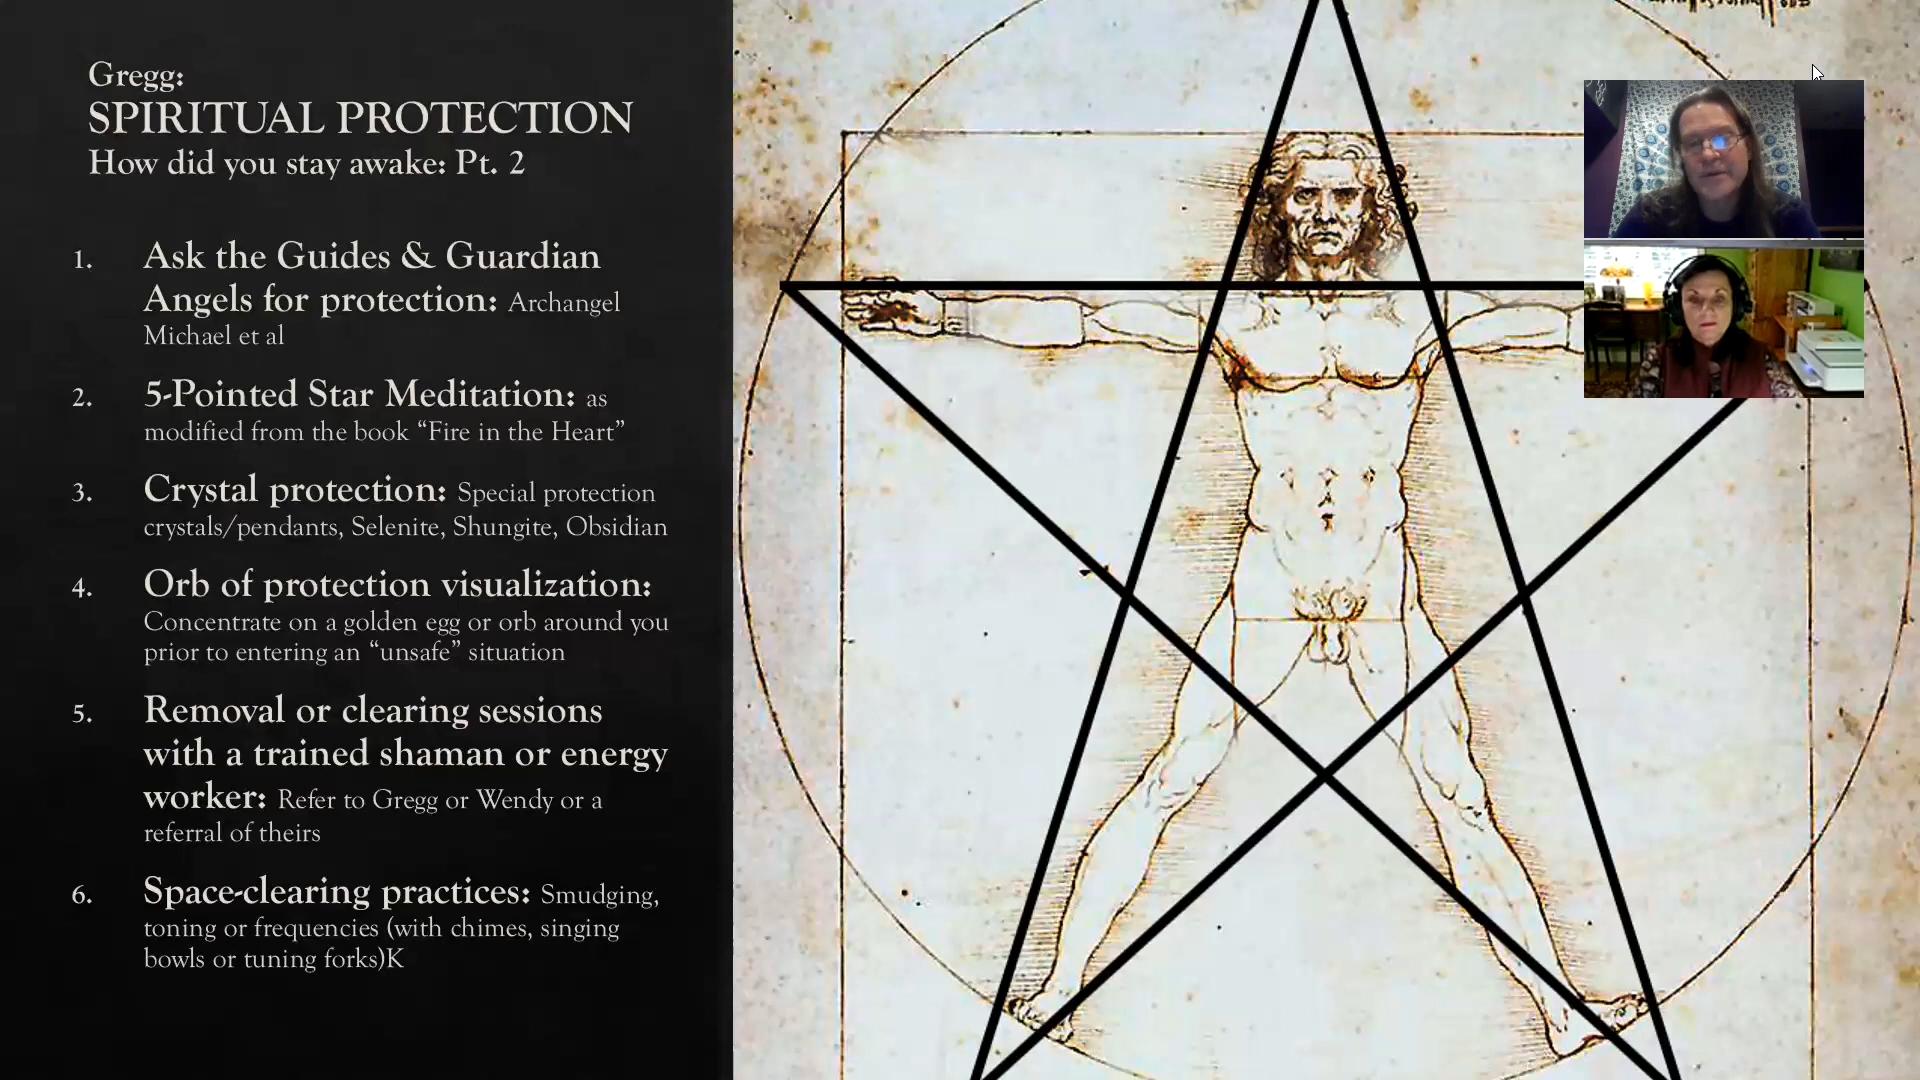 Gregg:
SPIRITUAL PROTECTION
How did you stay awake: Pt. 2
1. Ask the Guides & Guardian
Angels for protection: Archangel
Michael et al
2. 5-Pointed Star Meditation: as
modified from the book “Fire in the Heart”
3. Crystal protection: Special protection
crystals/pendants, Selenite, Shungite, Obsidian
4. Orb of protection visualization:
Concentrate on a golden egg or orb around you
prior to entering an “unsafe” situation
5. Removal or clearing sessions
with a trained shaman or energy
worker: Refer to Gregg or Wendy or a
referral of theirs
6. Space-clearing practices: Smudging,
toning or frequencies (with chimes, singing
bowls or tuning forks)K